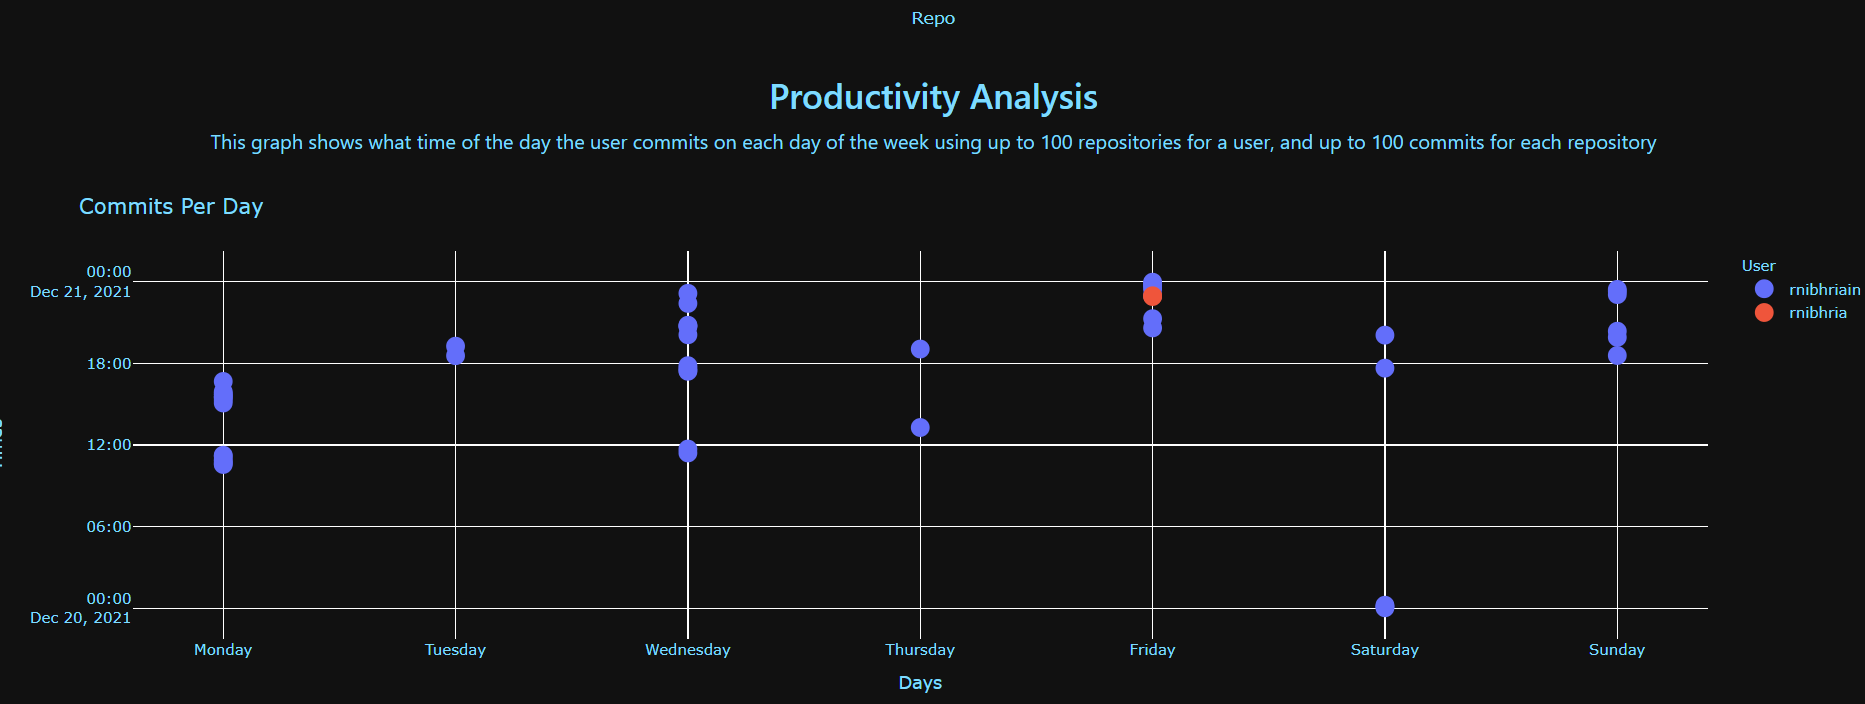 Repo
Productivity Analysis
This graph shows what time of the day the user commits on each day of the week using up to 100 repositories for a user, and up to 100 commits for each repository
Commits Per Day
User
rnibhriain
rnibhria
00:00
Dec 21, 2021
18:00
12:00
06:00
00:00
Dec 20, 2021
Monday
Tuesday
Wednesday
Thursday
Friday
Saturday
Sunday
Days